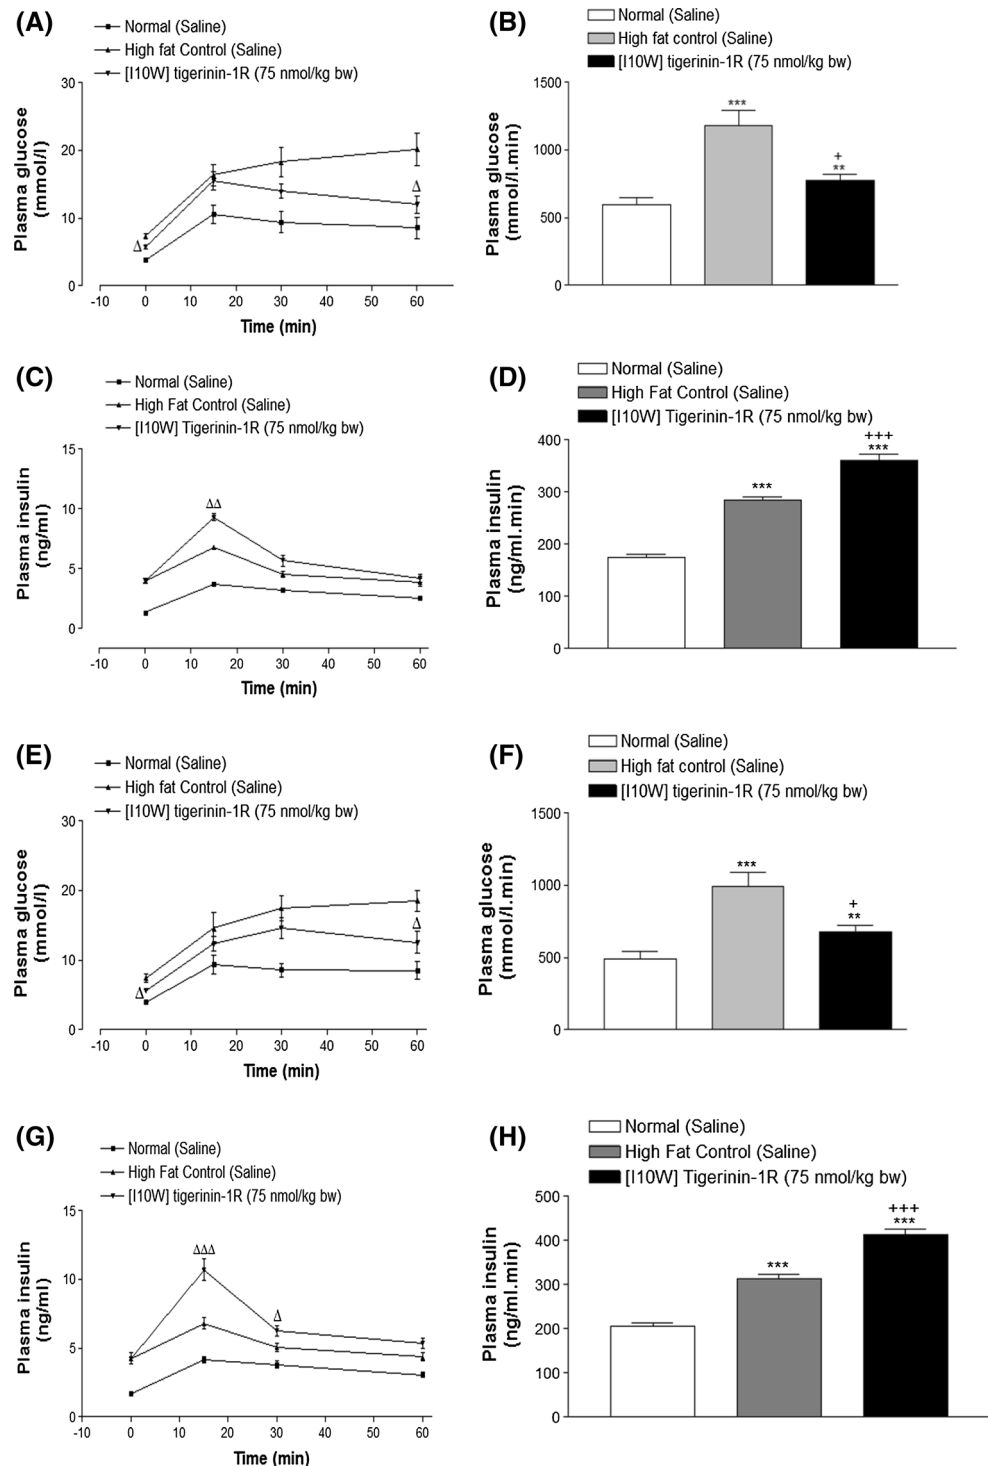 (A)
Normal (Saline)
High fat Control (Saline)
[I10W] tigerinin-1R (75 nmol/kg bw)
Plasma glucose
(mmol/l)
30
20
10
0
Δ
Δ
-10 0 10 20 30 40 50 60
Time (min)
(B)
Normal (Saline)
High fat control (Saline)
[I10W] tigerinin-1R (75 nmol/kg bw)
Plasma glucose
(mmol/l.min)
1500
1000
500
0
***
+
**
(C)
Normal (Saline)
High Fat Control (Saline)
[I10W] Tigerinin-1R (75 nmol/kg bw)
Plasma insulin
(ng/ml)
15
10
5
0
ΔΔ
-10 0 10 20 30 40 50 60
Time (min)
(D)
Normal (Saline)
High Fat Control (Saline)
[I10W] Tigerinin-1R (75 nmol/kg bw)
Plasma insulin
(ng/ml.min)
400
300
200
100
0
***
+++
***
(E)
Normal (Saline)
High fat Control (Saline)
[I10W] tigerinin-1R (75 nmol/kg bw)
Plasma glucose
(mmol/l)
30
20
10
0
Δ
Δ
-10 0 10 20 30 40 50 60
Time (min)
(F)
Normal (Saline)
High fat control (Saline)
[I10W] tigerinin-1R (75 nmol/kg bw)
Plasma glucose
(mmol/l.min)
1500
1000
500
0
***
+
**
(G)
Normal (Saline)
High Fat Control (Saline)
[I10W] tigerinin-1R (75 nmol/kg bw)
Plasma insulin
(ng/ml)
15
10
5
0
ΔΔΔ
Δ
-10 0 10 20 30 40 50 60
Time (min)
(H)
Normal (Saline)
High Fat Control (Saline)
[I10W] Tigerinin-1R (75 nmol/kg bw)
Plasma insulin
(ng/ml.min)
500
400
300
200
100
0
***
+++
***